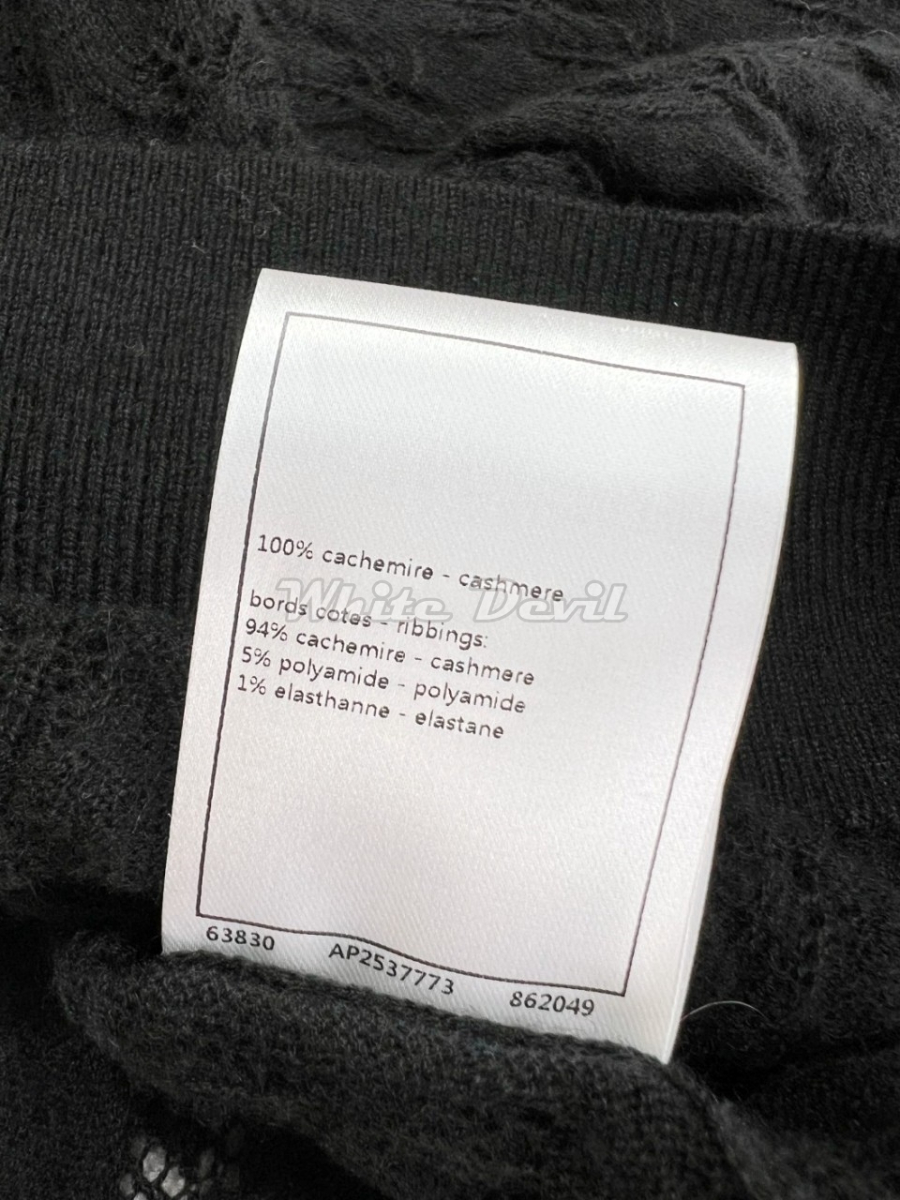 100% cachemire - cashmere
White Devil
bords cotes - ribbings:
94% cachemire - cashmere
5% polyamide - polyamide
1% elasthanne - elastane
63830 AP2537773 862049